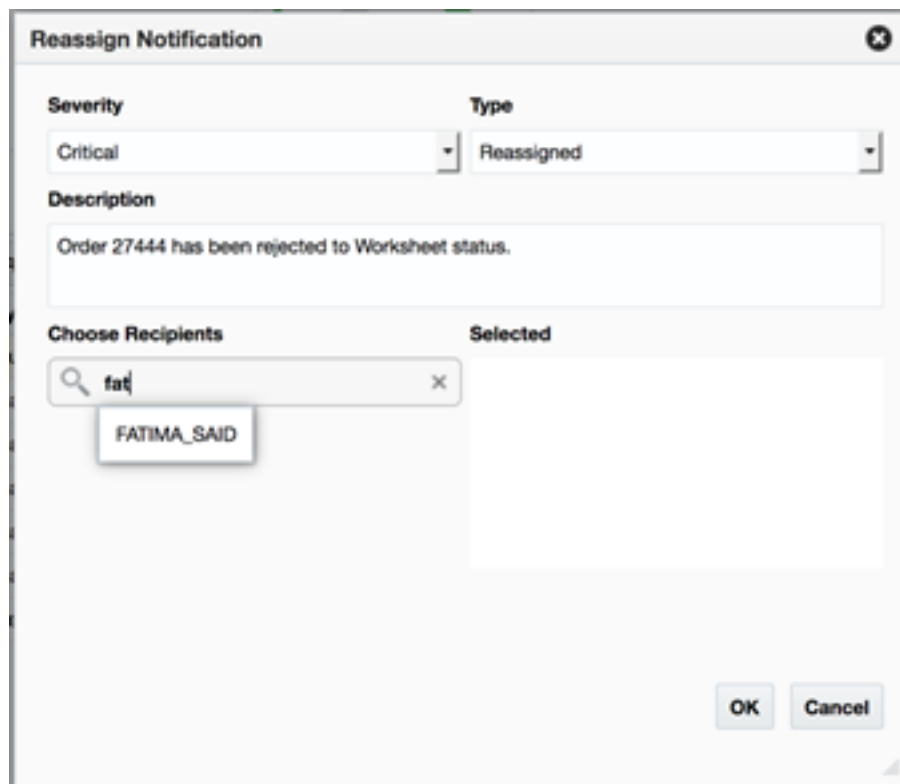 Reassign Notification
Severity
Type
Critical
Reassigned
Description
Order 27444 has been rejected to Worksheet status.
Choose Recipients
Selected
fat
FATIMA_SAID
OK
Cancel